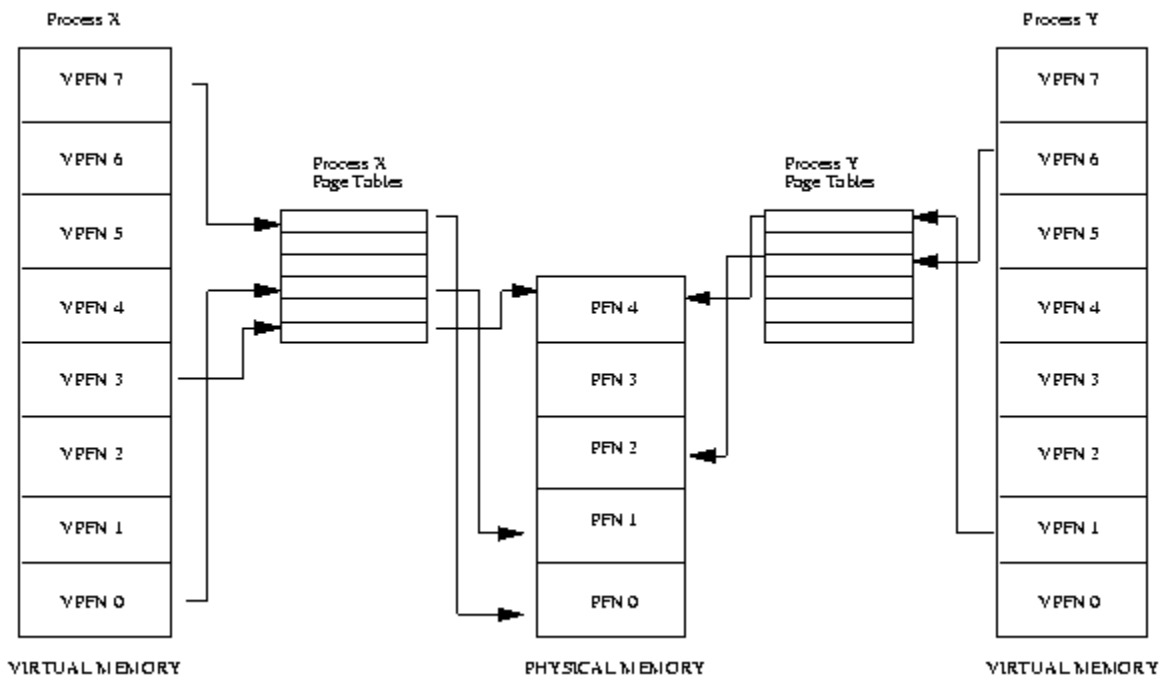 Process X
Process Y
VPFN 7
VPFN 6
VPFN 5
VPFN 4
VPFN 3
VPFN 2
VPFN 1
VPFN 0
VIRTUAL MEMORY
Process X
Page Tables
PFN 4
PFN 3
PFN 2
PFN 1
PFN 0
PHYSICAL MEMORY
Process Y
Page Tables
VPFN 7
VPFN 6
VPFN 5
VPFN 4
VPFN 3
VPFN 2
VPFN 1
VPFN 0
VIRTUAL MEMORY